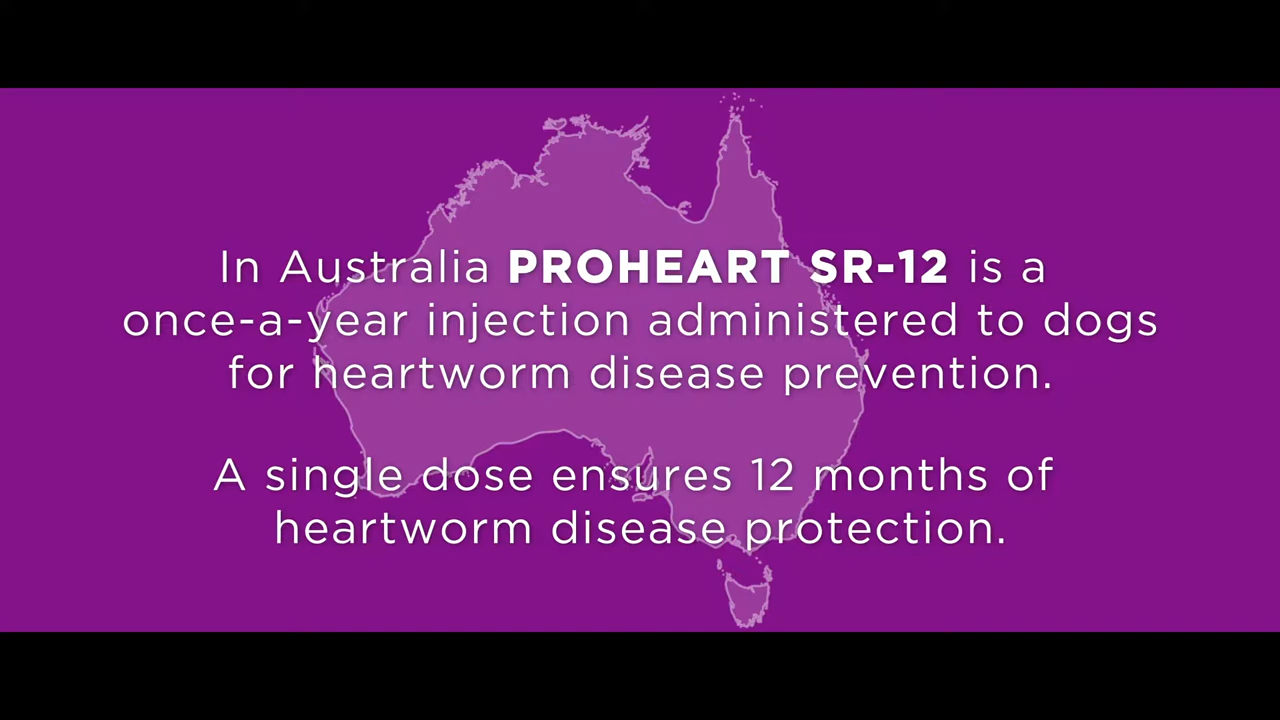 In Australia PROHEART SR-12 is a
once-a-year injection administered to dogs
for heartworm disease prevention.
A single dose ensures 12 months of
heartworm disease protection.